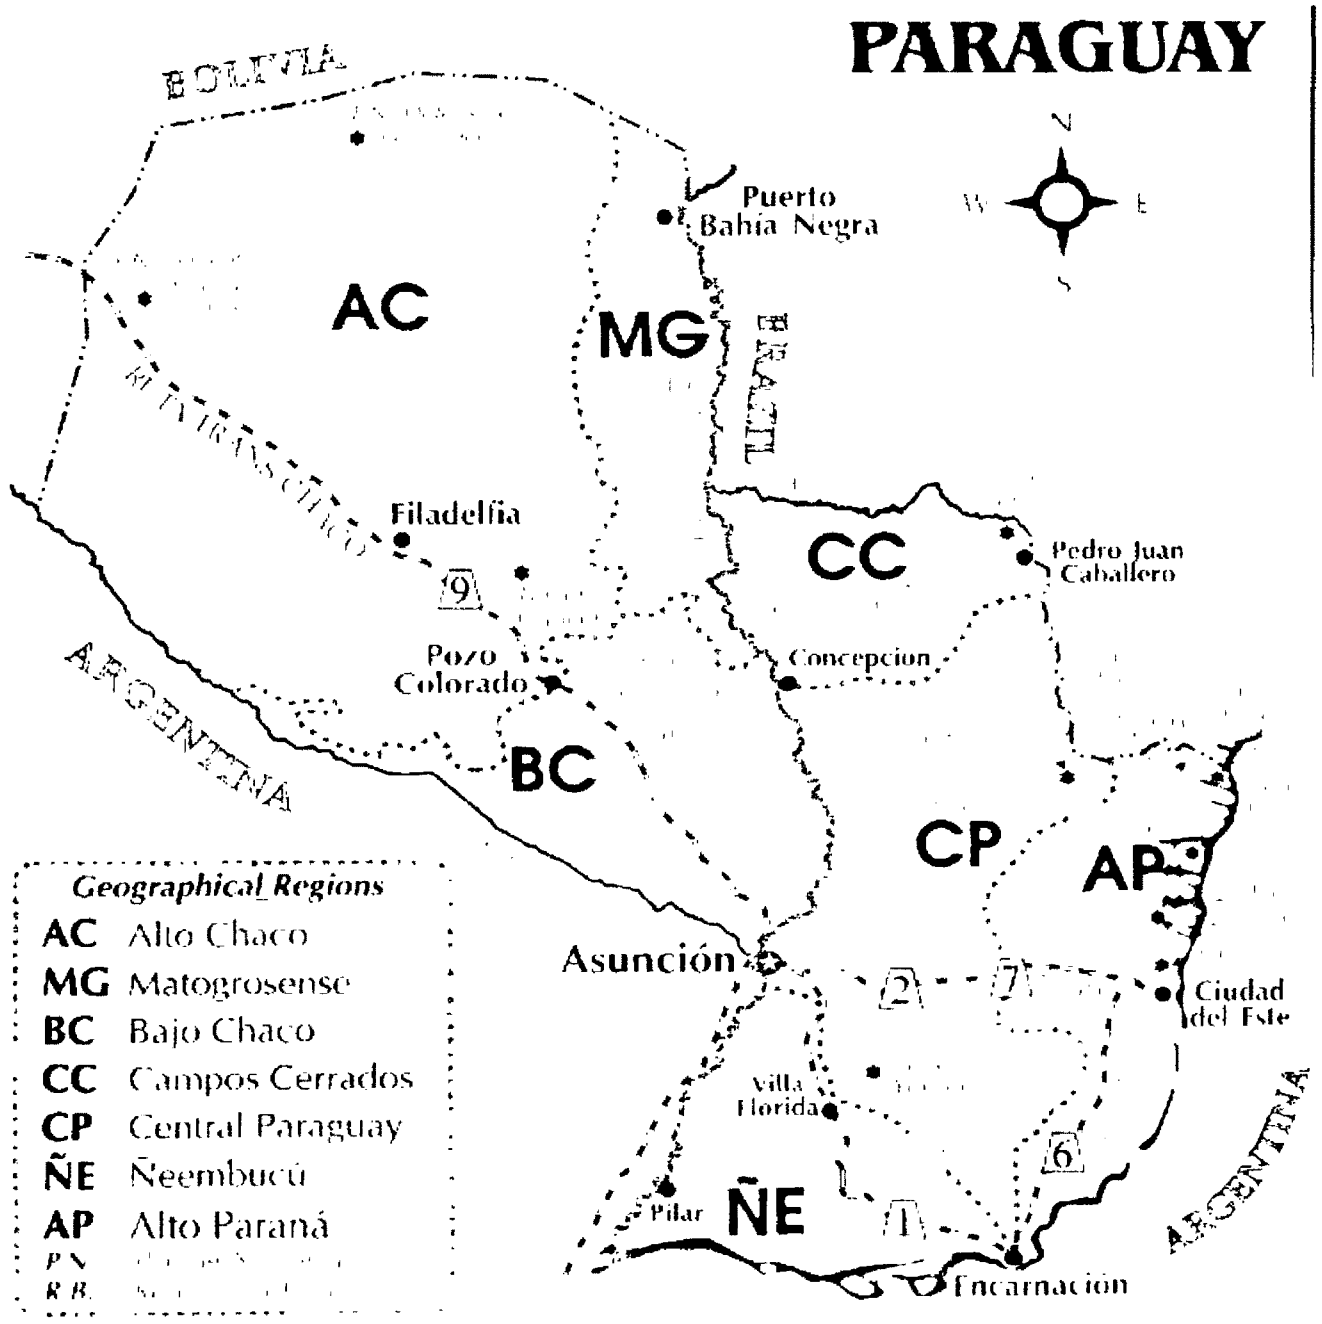 PARAGUAY
BOLIVIA
N
W
E
S
Puerto
Bahía Negra
AC
MG
BRAZIL
Filadelfia
CC
Pedro Juan
Caballero
9
Pozo
Colorado
Concepcion
ARGENTINA
BC
CP
AP
Geographical Regions
AC Alto Chaco
MG Matogrosense
BC Bajo Chaco
CC Campos Cerrados
CP Central Paraguay
ÑE Ñeembucú
AP Alto Paraná
P.N.
R.B.
Asunción
2
7
Ciudad
del Este
Villa
Florida
6
ARGENTINA
Pilar
ÑE
1
Encarnación